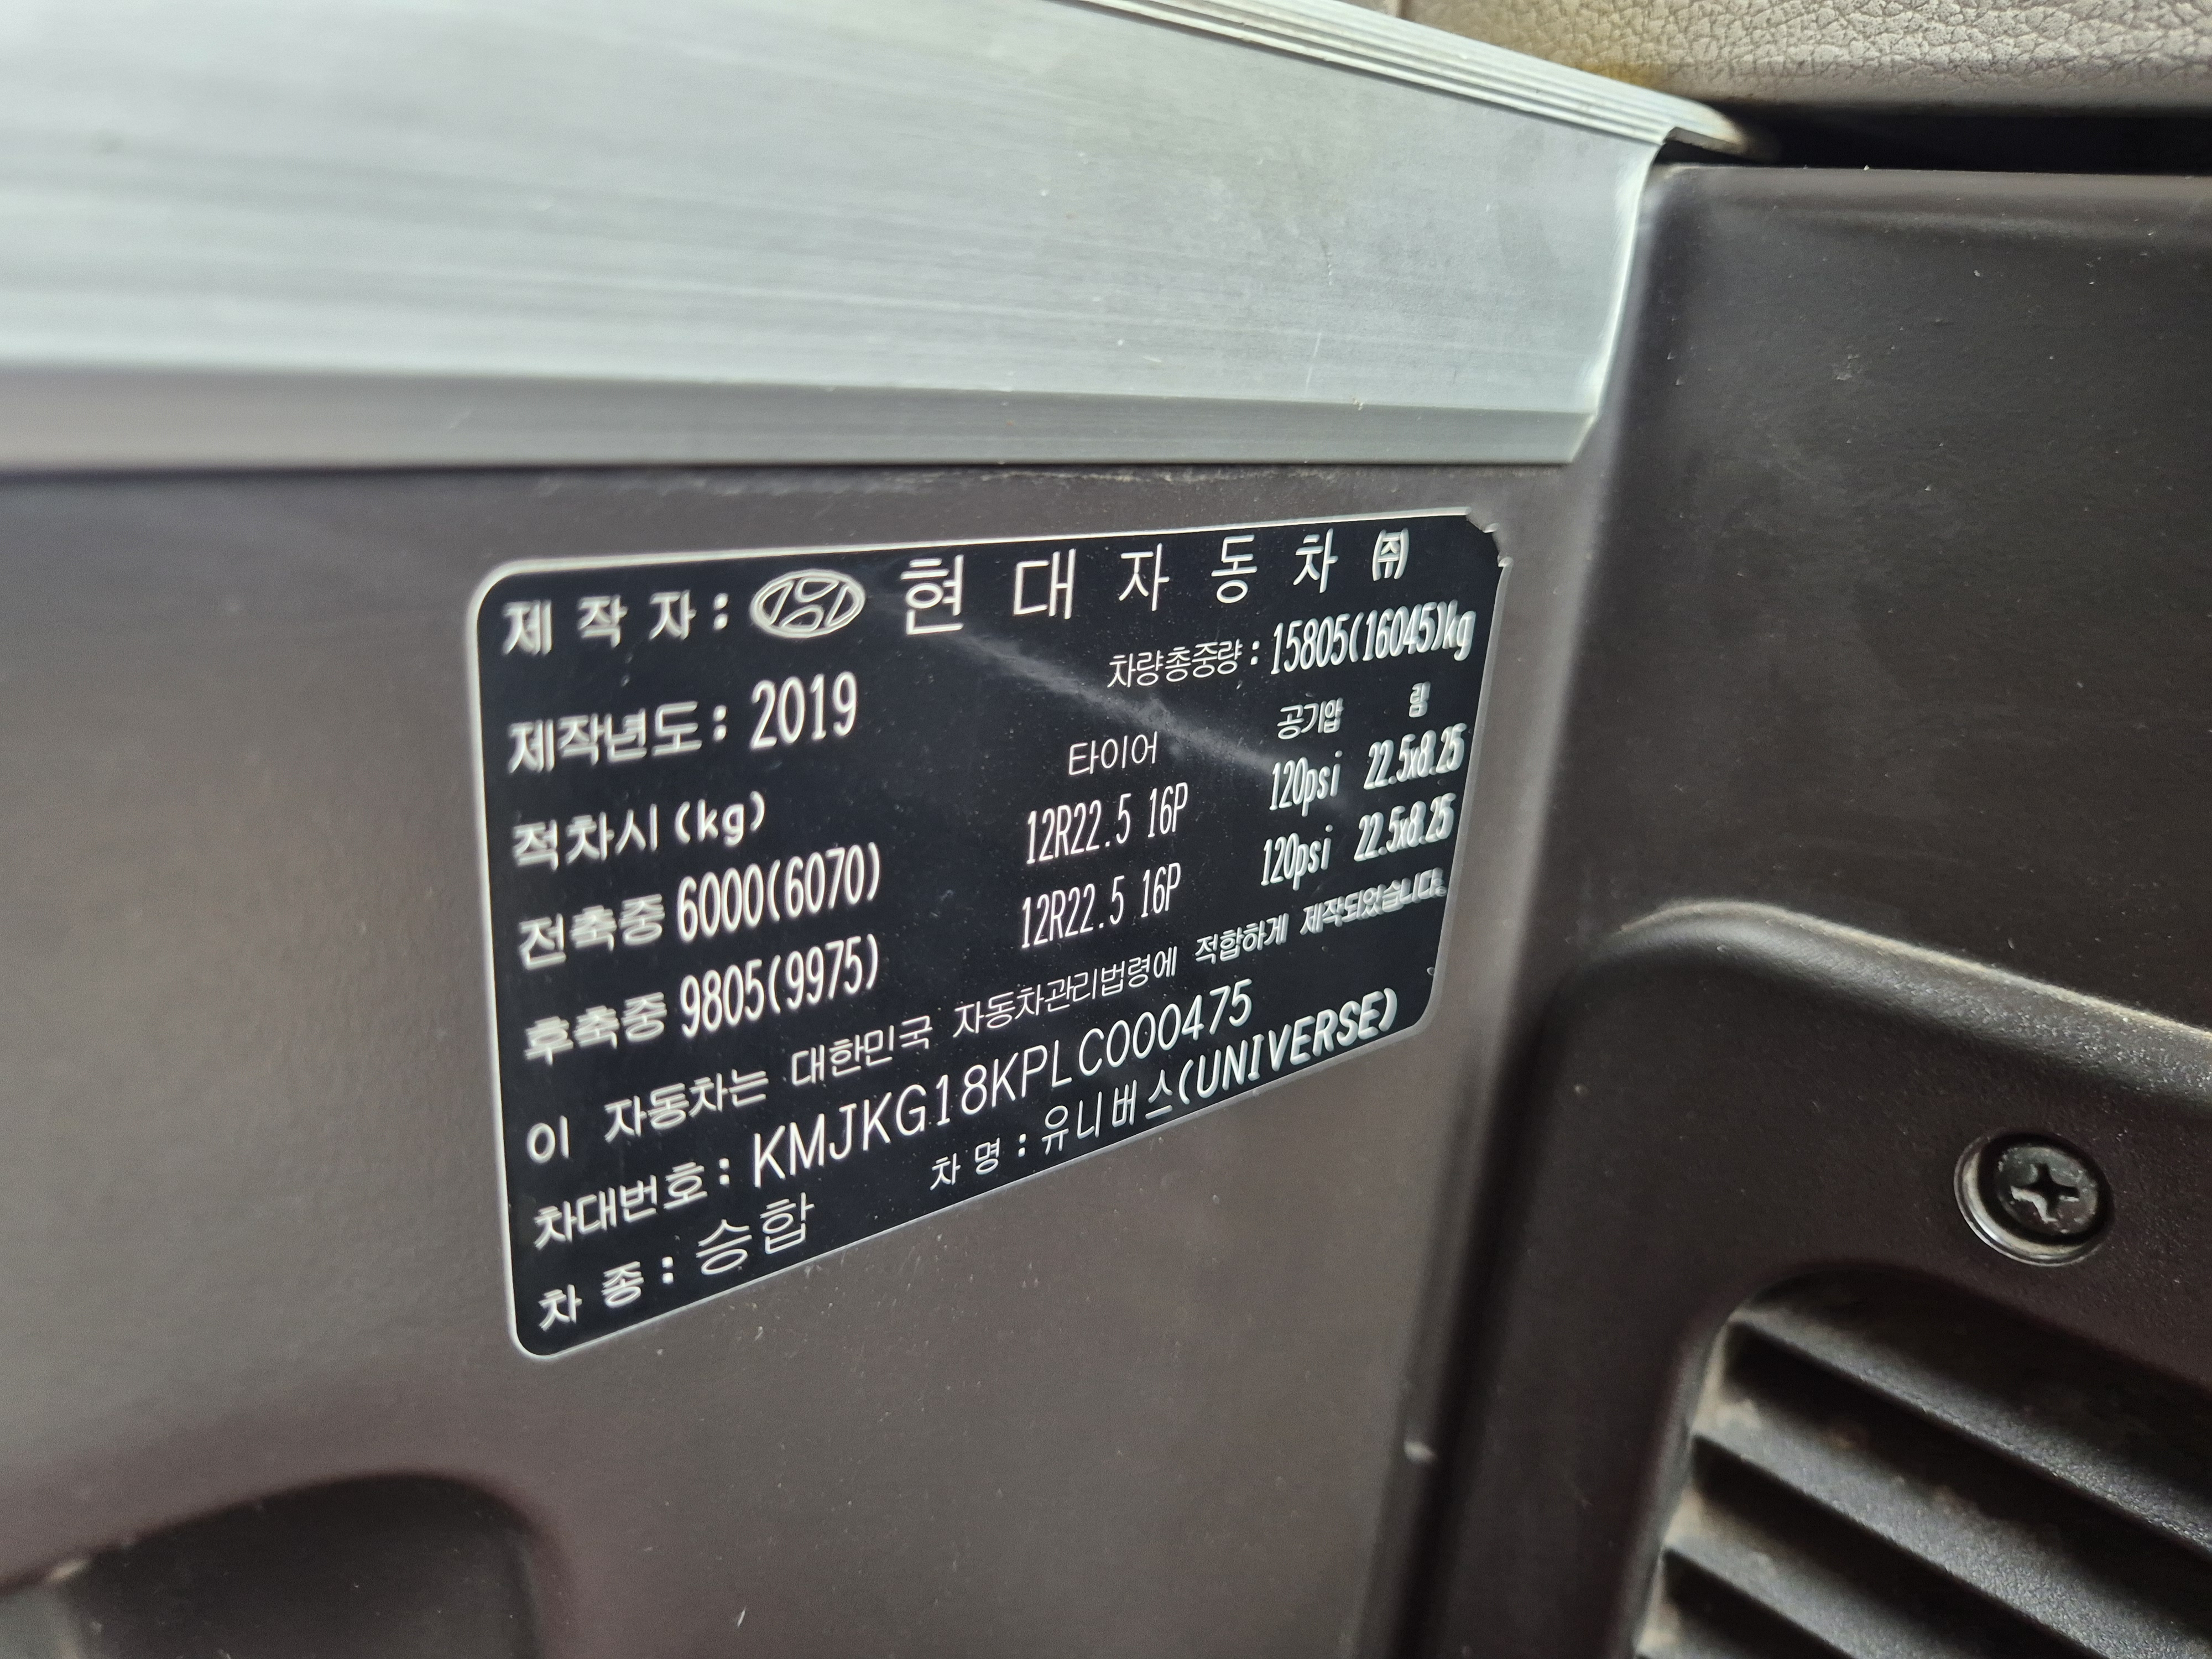 제 작 자 : 현 대 자 동 차 ㈜
제작년도 : 2019 차량총중량 : 15805(16045)kg
적차시(kg) 타이어 공기압 림
전축중 6000(6070) 12R22.5 16P 120psi 22.5x8.25
후축중 9805(9975) 12R22.5 16P 120psi 22.5x8.25
이 자동차는 대한민국 자동차관리법령에 적합하게 제작되었습니다.
차대번호 : KMJKG18KPLC000475
차 종 : 승합 차 명 : 유니버스(UNIVERSE)